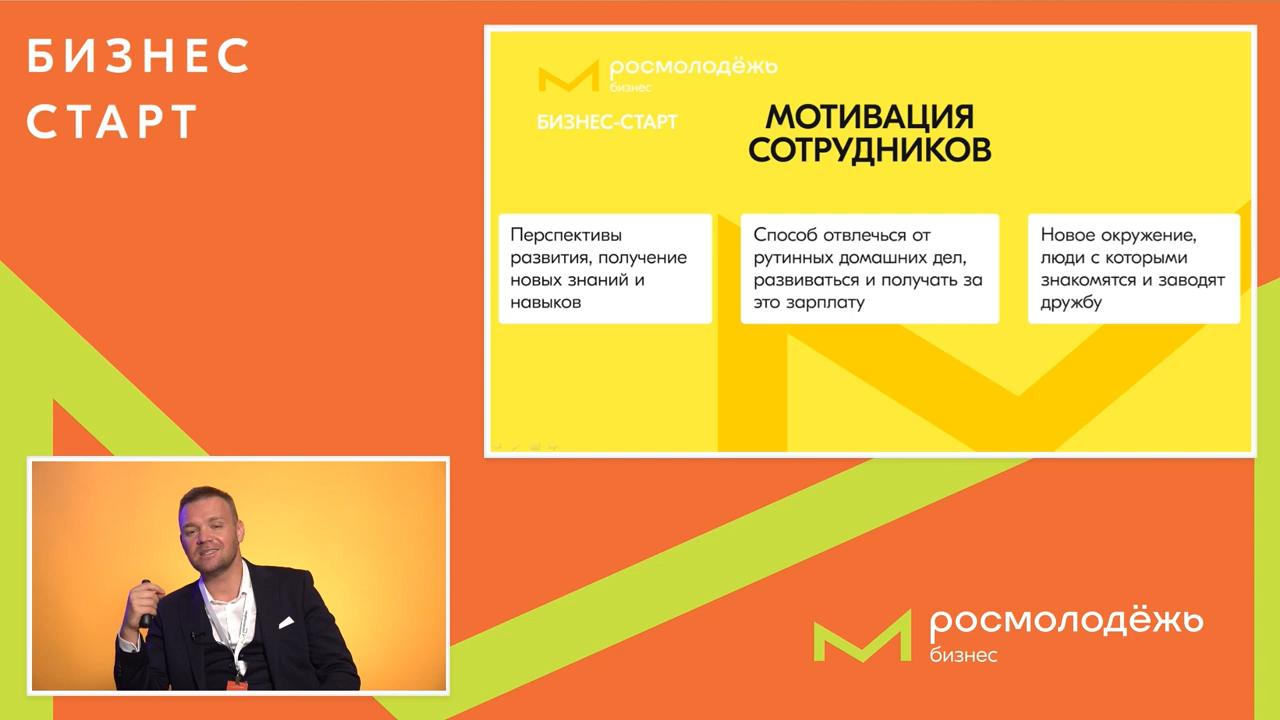 БИЗНЕС
СТАРТ
росмолодёжь
бизнес
БИЗНЕС-СТАРТ
МОТИВАЦИЯ
СОТРУДНИКОВ
Перспективы
развития, получение
новых знаний и
навыков
Способ отвлечься от
рутинных домашних дел,
развиваться и получать за
это зарплату
Новое окружение,
люди с которыми
знакомятся и заводят
дружбу
росмолодёжь
бизнес